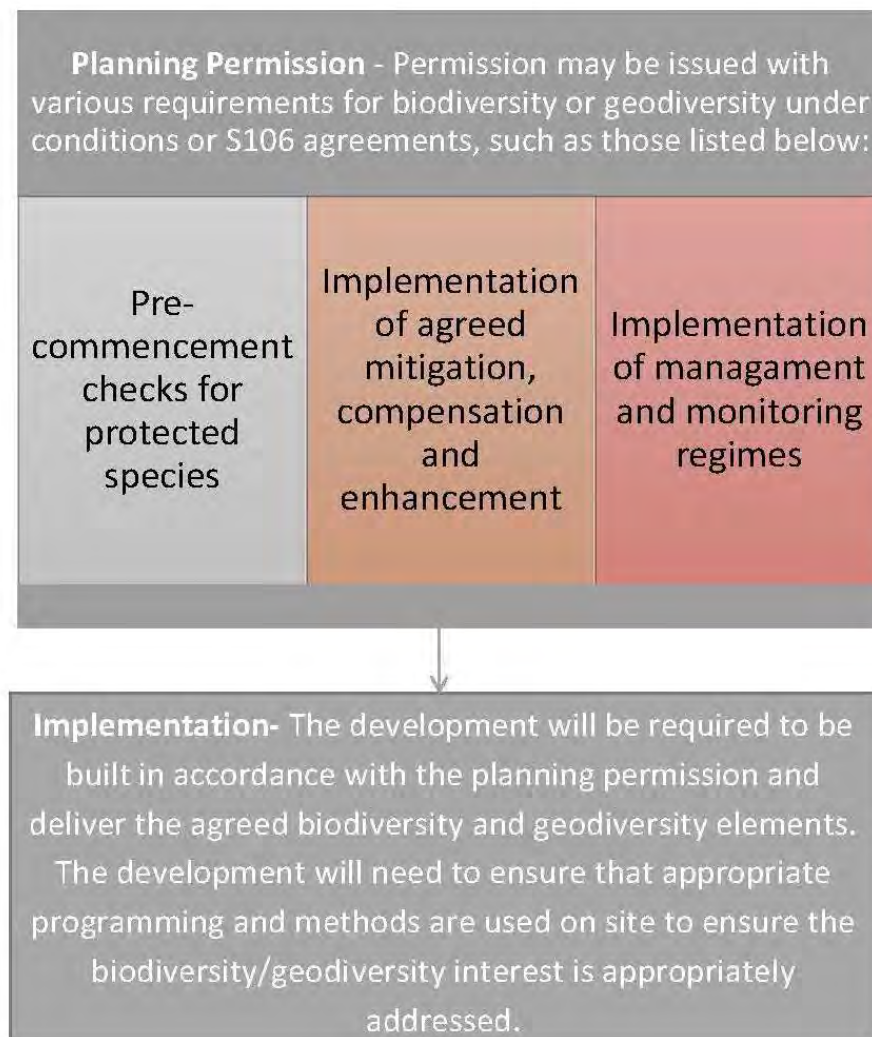 Planning Permission - Permission may be issued with
various requirements for biodiversity or geodiversity under
conditions or S106 agreements, such as those listed below:
Pre-
commencement
checks for
protected
species
Implementation
of agreed
mitigation,
compensation
and
enhancement
Implementation
of managament
and monitoring
regimes
Implementation- The development will be required to be
built in accordance with the planning permission and
deliver the agreed biodiversity and geodiversity elements.
The development will need to ensure that appropriate
programming and methods are used on site to ensure the
biodiversity/geodiversity interest is appropriately
addressed.